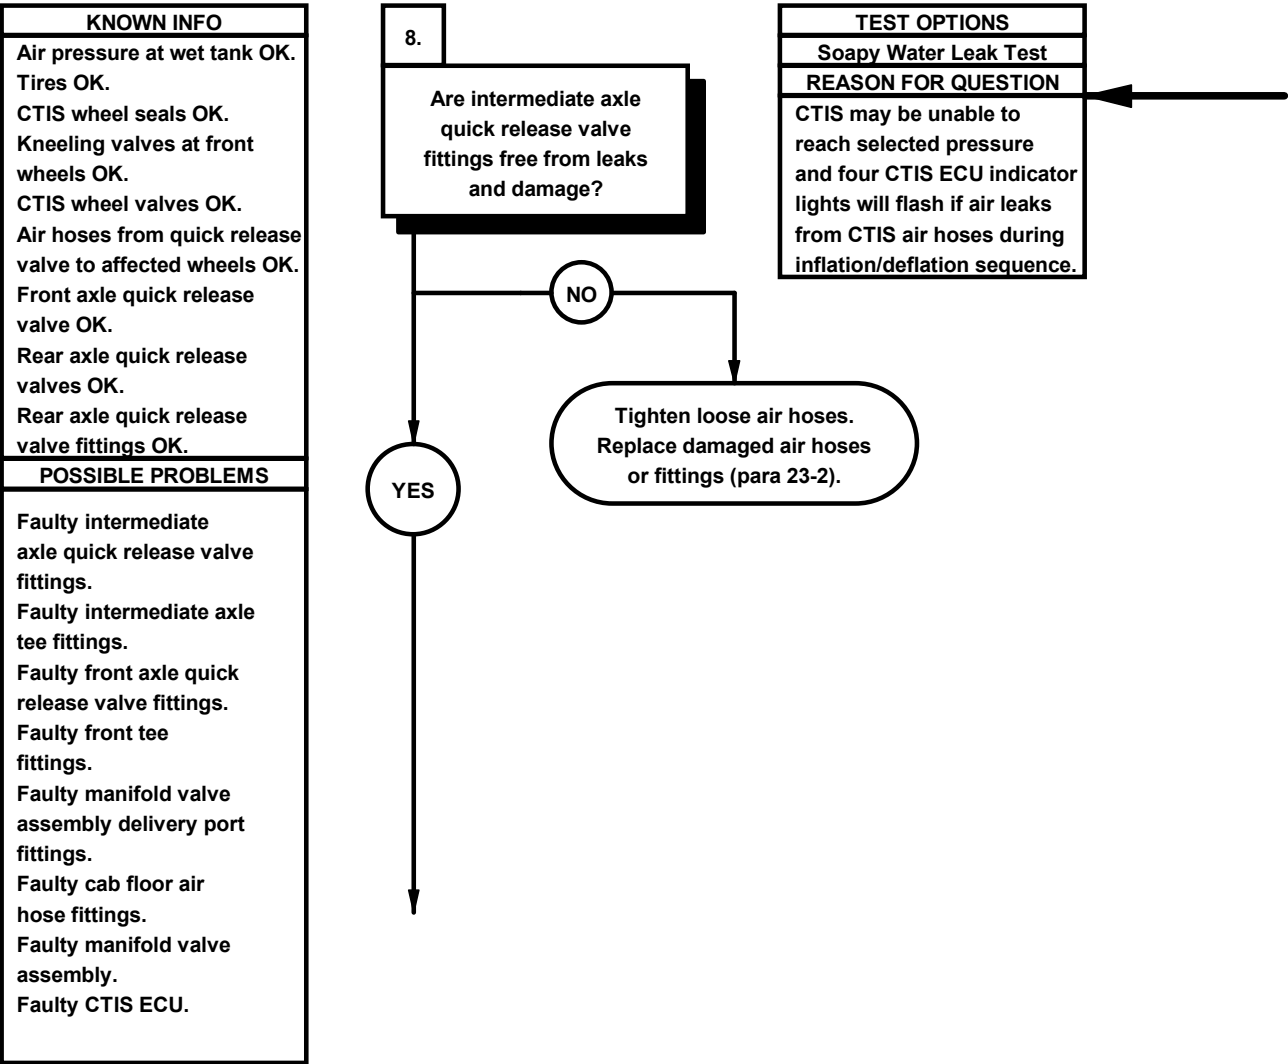 KNOWN INFO
Air pressure at wet tank OK.
Tires OK.
CTIS wheel seals OK.
Kneeling valves at front
wheels OK.
CTIS wheel valves OK.
Air hoses from quick release
valve to affected wheels OK.
Front axle quick release
valve OK.
Rear axle quick release
valves OK.
Rear axle quick release
valve fittings OK.
POSSIBLE PROBLEMS
Faulty intermediate
axle quick release valve
fittings.
Faulty intermediate axle
tee fittings.
Faulty front axle quick
release valve fittings.
Faulty front tee
fittings.
Faulty manifold valve
assembly delivery port
fittings.
Faulty cab floor air
hose fittings.
Faulty manifold valve
assembly.
Faulty CTIS ECU.
8.
Are intermediate axle
quick release valve
fittings free from leaks
and damage?
NO
Tighten loose air hoses.
Replace damaged air hoses
or fittings (para 23-2).
YES
TEST OPTIONS
Soapy Water Leak Test
REASON FOR QUESTION
CTIS may be unable to
reach selected pressure
and four CTIS ECU indicator
lights will flash if air leaks
from CTIS air hoses during
inflation/deflation sequence.